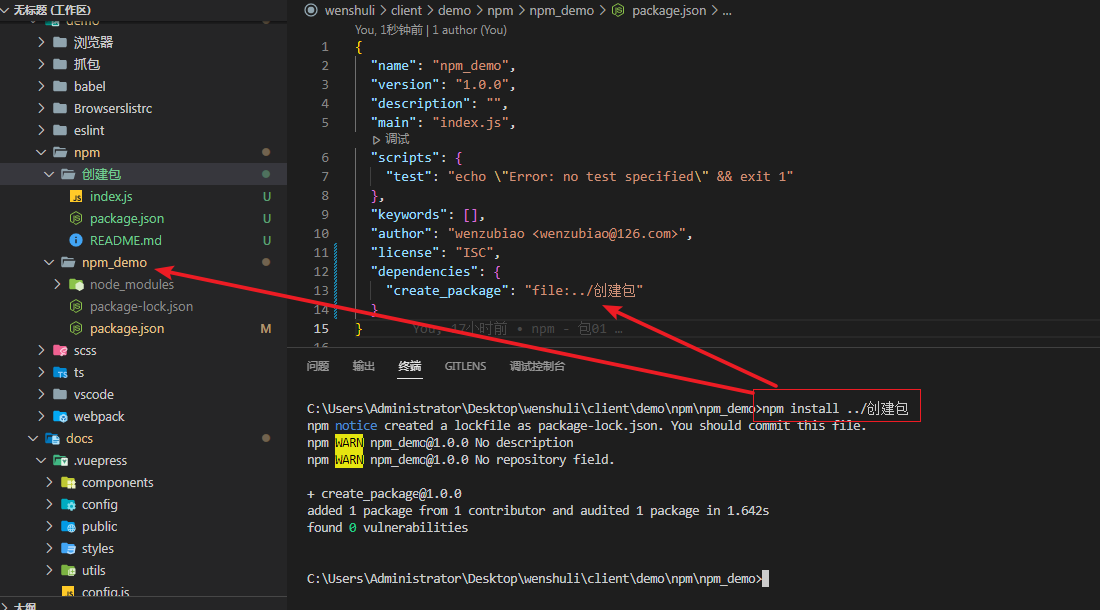 无标题 (工作区)
demo
浏览器
抓包
babel
Browserslistrc
eslint
npm
创建包
index.js U
package.json U
README.md U
npm_demo
node_modules
package-lock.json
package.json M
scss
ts
vscode
webpack
docs
.vuepress
components
config
public
styles
utils
config.js
大纲
wenshuli > client > demo > npm > npm_demo > package.json > ...
You, 1秒钟前 | 1 author (You)
1 {
2 "name": "npm_demo",
3 "version": "1.0.0",
4 "description": "",
5 "main": "index.js",
调试
6 "scripts": {
7 "test": "echo \"Error: no test specified\" && exit 1"
8 },
9 "keywords": [],
10 "author": "wenzubiao <wenzubiao@126.com>",
11 "license": "ISC",
12 "dependencies": {
13 "create_package": "file:../创建包"
14 }
15 } You, 17小时前 • npm - 包01 …
16
问题 输出 终端 GITLENS 调试控制台
C:\Users\Administrator\Desktop\wenshuli\client\demo\npm\npm_demo>npm install ../创建包
npm notice created a lockfile as package-lock.json. You should commit this file.
npm WARN npm_demo@1.0.0 No description
npm WARN npm_demo@1.0.0 No repository field.
+ create_package@1.0.0
added 1 package from 1 contributor and audited 1 package in 1.642s
found 0 vulnerabilities
C:\Users\Administrator\Desktop\wenshuli\client\demo\npm\npm_demo>